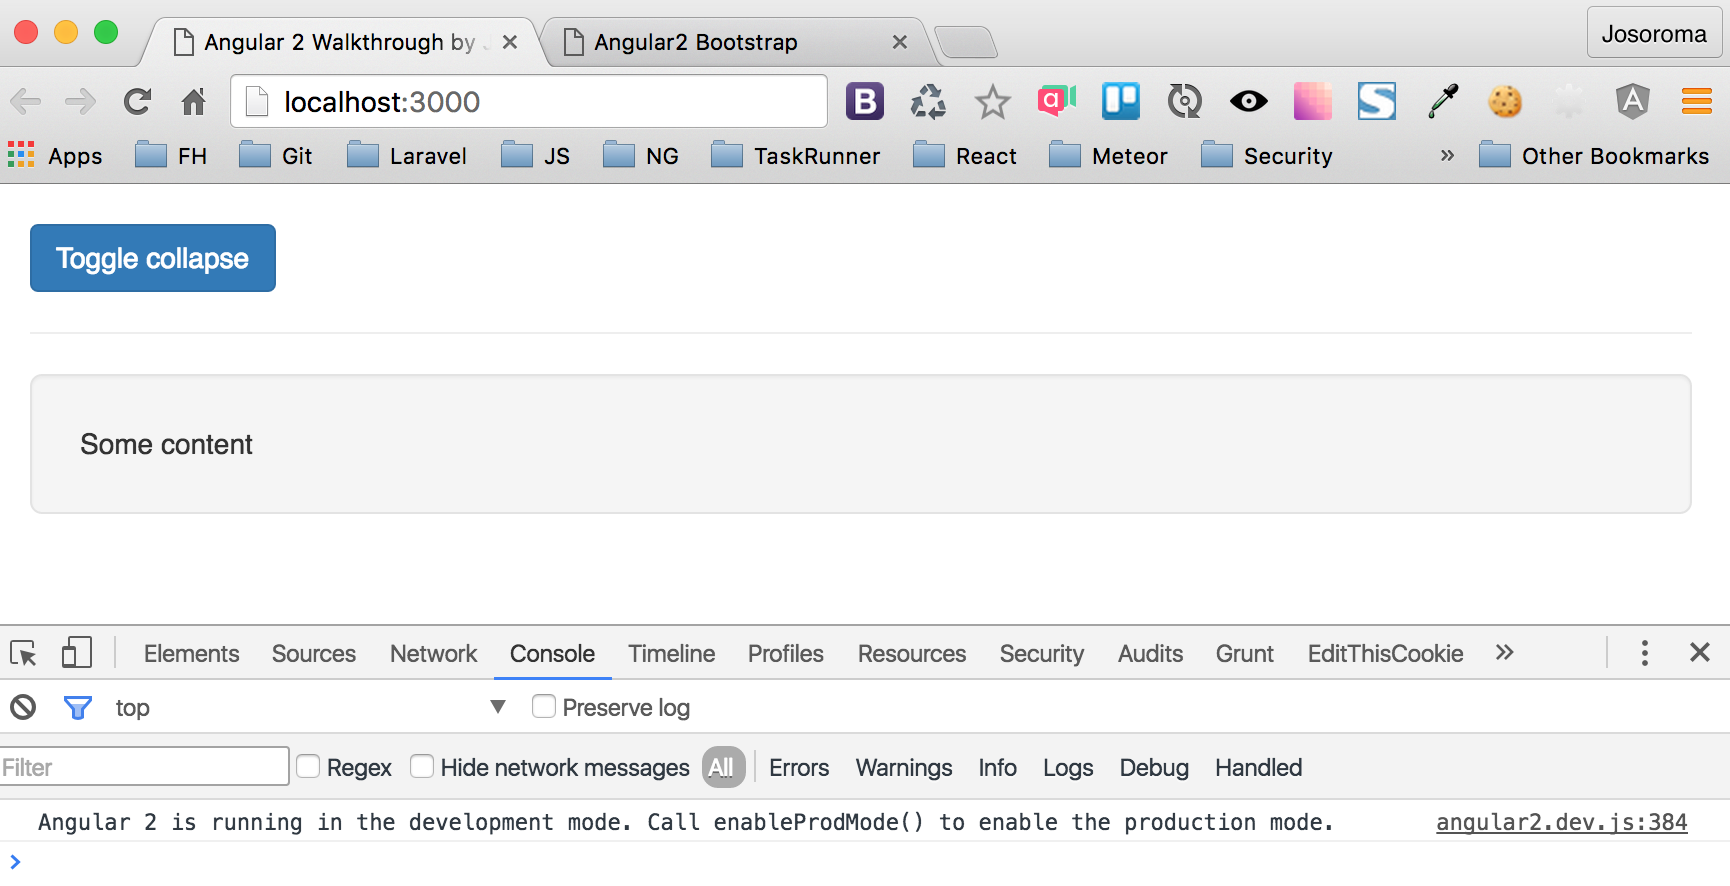 Angular 2 Walkthrough by
Angular2 Bootstrap
Josoroma
localhost:3000
B
a
S
A
Apps
FH
Git
Laravel
JS
NG
TaskRunner
React
Meteor
Security
»
Other Bookmarks
Toggle collapse
Some content
Elements Sources Network Console Timeline Profiles Resources Security Audits Grunt EditThisCookie »
top
Preserve log
Filter
Regex
Hide network messages
All Errors Warnings Info Logs Debug Handled
Angular 2 is running in the development mode. Call enableProdMode() to enable the production mode. angular2.dev.js:384